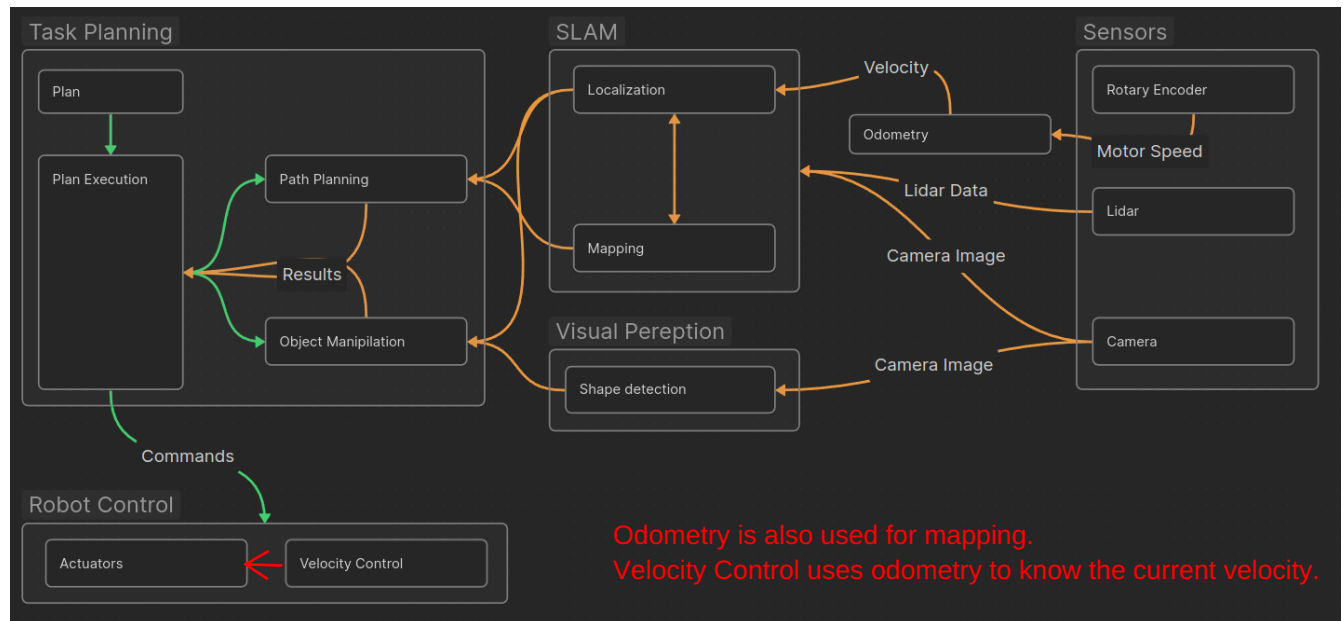 Task Planning
Plan
Plan Execution
Path Planning
Results
Object Manipilation
SLAM
Localization
Mapping
Visual Pereption
Shape detection
Velocity
Odometry
Motor Speed
Lidar Data
Camera Image
Camera Image
Sensors
Rotary Encoder
Lidar
Camera
Commands
Robot Control
Actuators
Velocity Control
Odometry is also used for mapping.
Velocity Control uses odometry to know the current velocity.